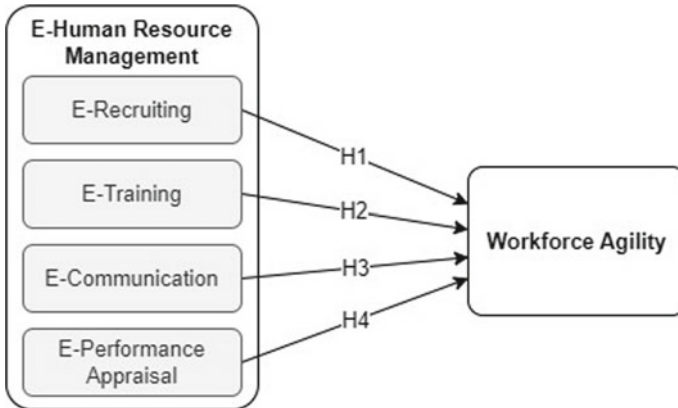 E-Human Resource
Management
E-Recruiting
E-Training
E-Communication
E-Performance
Appraisal
H1
H2
H3
H4
Workforce Agility